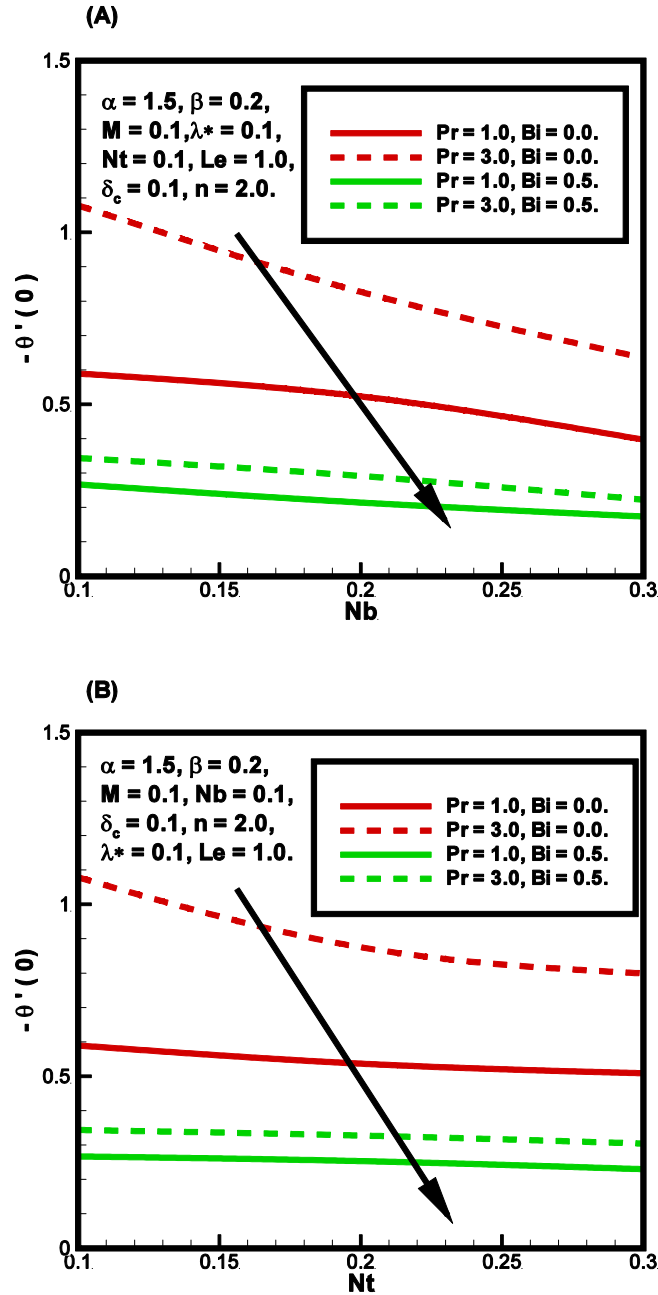 (A)
1.5
α = 1.5, β = 0.2,
M = 0.1,λ* = 0.1,
Nt = 0.1, Le = 1.0,
δc = 0.1, n = 2.0.
Pr = 1.0, Bi = 0.0.
Pr = 3.0, Bi = 0.0.
Pr = 1.0, Bi = 0.5.
Pr = 3.0, Bi = 0.5.
1
- θ ' ( 0 )
0.5
0
0.1 0.15 0.2 0.25 0.3
Nb
(B)
1.5
α = 1.5, β = 0.2,
M = 0.1, Nb = 0.1,
δc = 0.1, n = 2.0,
λ* = 0.1, Le = 1.0.
Pr = 1.0, Bi = 0.0.
Pr = 3.0, Bi = 0.0.
Pr = 1.0, Bi = 0.5.
Pr = 3.0, Bi = 0.5.
1
- θ ' ( 0 )
0.5
0
0.1 0.15 0.2 0.25 0.3
Nt